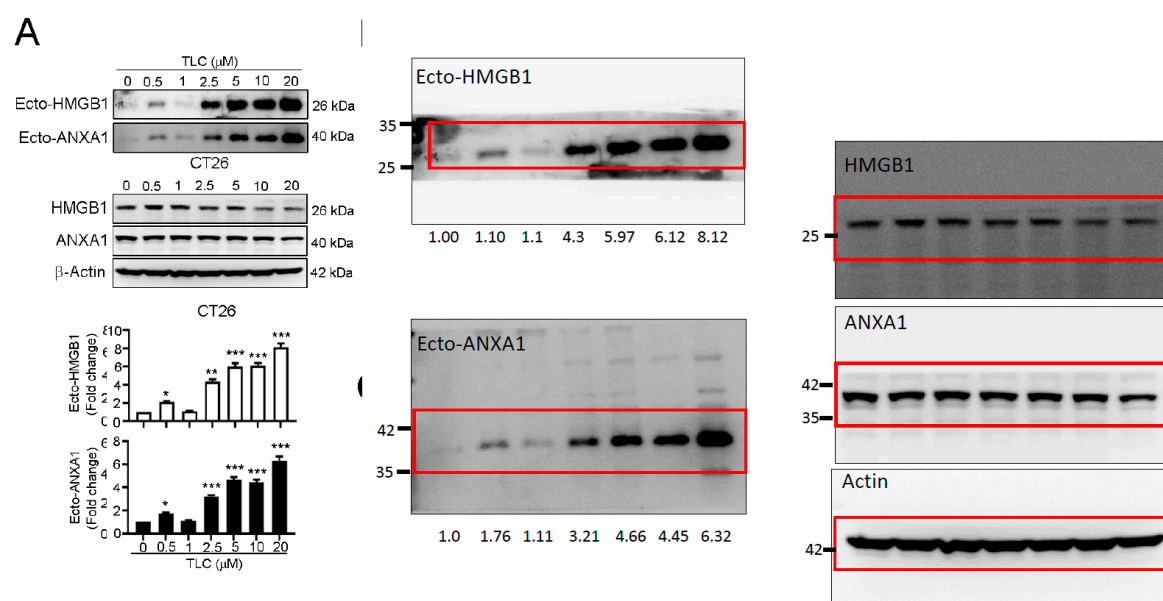 A
TLC (μM)
0 0.5 1 2.5 5 10 20
Ecto-HMGB1 26 kDa
Ecto-ANXA1 40 kDa
CT26
0 0.5 1 2.5 5 10 20
HMGB1 26 kDa
ANXA1 40 kDa
β-Actin 42 kDa
CT26
Ecto-HMGB1
(Fold change)
810
8
6
4
2
0 0
* ** *** *** ***
Ecto-ANXA1
(Fold change)
8 8
6
4
2
0 0
* *** *** *** ***
0 0.5 1 2.5 5 10 20
TLC (μM)
Ecto-HMGB1
35
25
1.00 1.10 1.1 4.3 5.97 6.12 8.12
Ecto-ANXA1
42
35
1.0 1.76 1.11 3.21 4.66 4.45 6.32
HMGB1
25
ANXA1
42
35
Actin
42